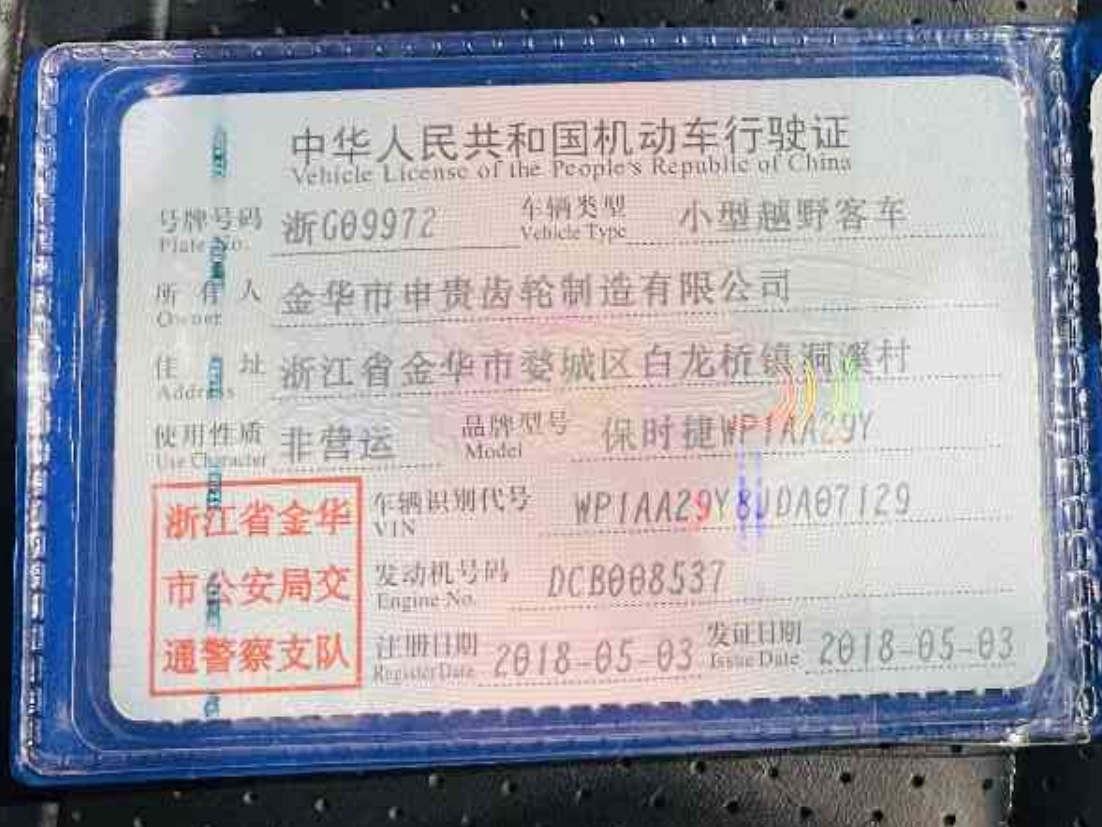 中华人民共和国机动车行驶证
Vehicle License of the People's Republic of China
号牌号码 浙G09972 车辆类型 小型越野客车
Plate No. Vehicle Type
所有人 金华市申贵齿轮制造有限公司
Owner
住址 浙江省金华市婺城区白龙桥镇洞溪村
Address
使用性质 非营运 品牌型号 保时捷WP1AA29Y
Use Character Model
浙江省金华
市公安局交
通警察支队
车辆识别代号 WP1AA29Y8JDA07129
VIN
发动机号码 DCB008537
Engine No.
注册日期 2018-05-03 发证日期 2018-05-03
Register Date Issue Date